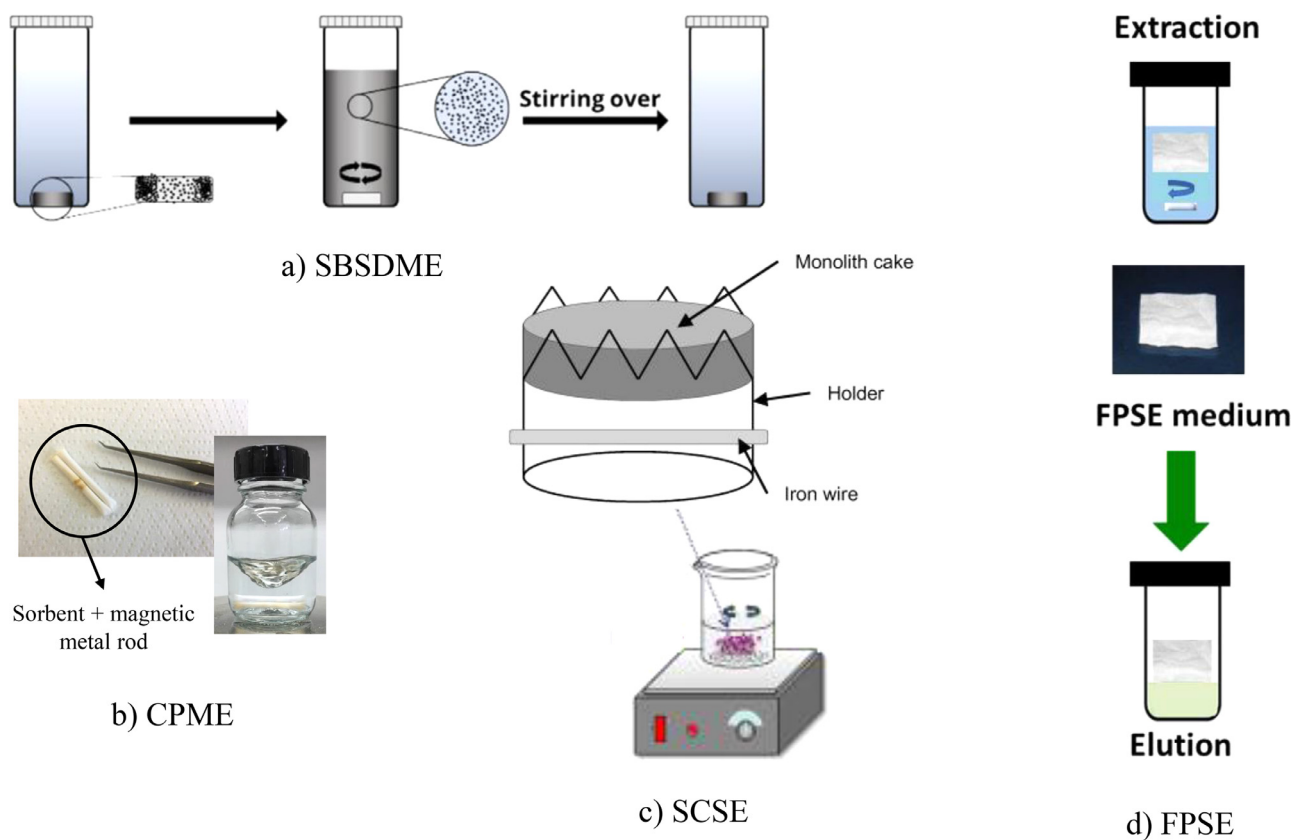 Stirring over
a) SBSDME
Monolith cake
Holder
Iron wire
Sorbent + magnetic
metal rod
b) CPME
c) SCSE
Extraction
FPSE medium
Elution
d) FPSE